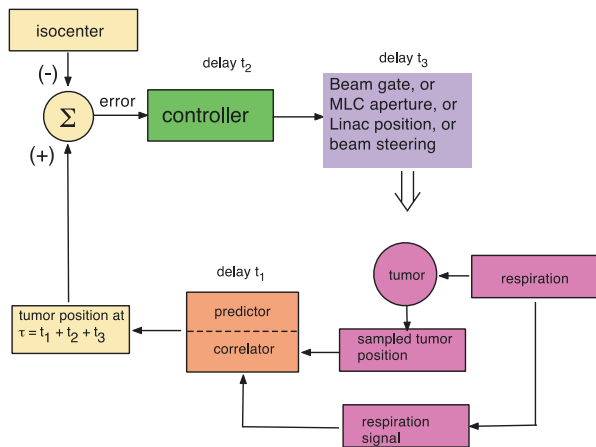 isocenter
(-)
Σ
(+)
error
delay t₂
controller
delay t₃
Beam gate, or
MLC aperture, or
Linac position, or
beam steering
tumor
respiration
delay t₁
predictor
correlator
sampled tumor
position
tumor position at
τ = t₁ + t₂ + t₃
respiration
signal